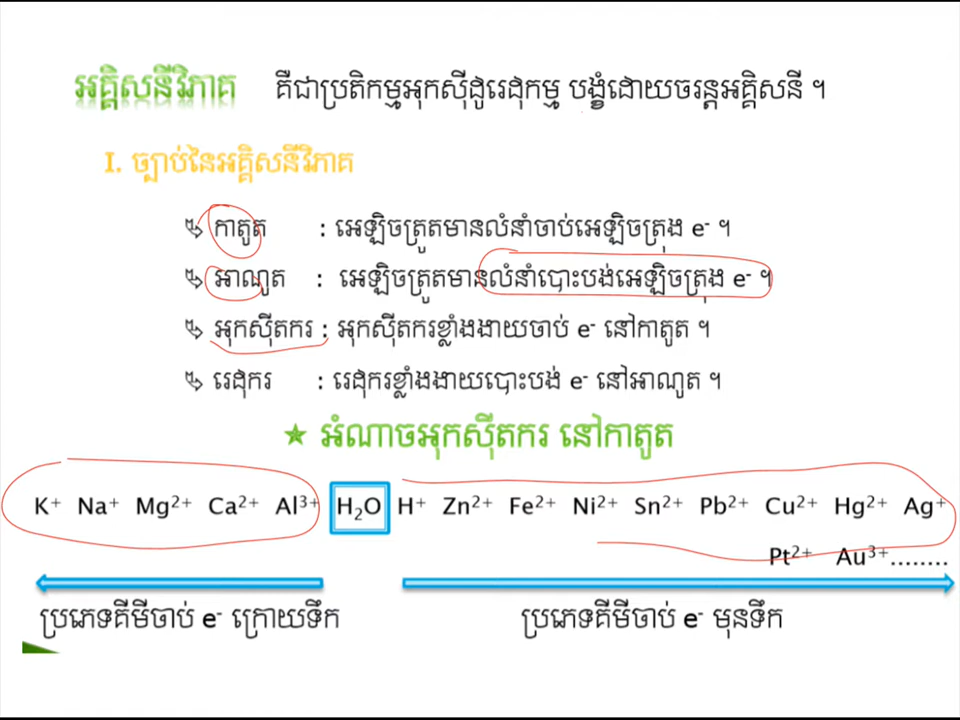 អគ្គិសនីវិភាគ គឺជាប្រតិកម្មអុកស៊ីដូរេដុកម្ម បង្ខំដោយចរន្តអគ្គិសនី ។
I. ច្បាប់នៃអគ្គិសនីវិភាគ
កាតូត : អេឡិចត្រូតមានលំនាំចាប់អេឡិចត្រុង e⁻ ។
អាណូត : អេឡិចត្រូតមានលំនាំបោះបង់អេឡិចត្រុង e⁻ ។
អុកស៊ីតករ : អុកស៊ីតករខ្លាំងងាយចាប់ e⁻ នៅកាតូត ។
រេដុករ : រេដុករខ្លាំងងាយបោះបង់ e⁻ នៅអាណូត ។
★ អំណាចអុកស៊ីតករ នៅកាតូត
K⁺ Na⁺ Mg²⁺ Ca²⁺ Al³⁺ H₂O H⁺ Zn²⁺ Fe²⁺ Ni²⁺ Sn²⁺ Pb²⁺ Cu²⁺ Hg²⁺ Ag⁺
Pt²⁺ Au³⁺........
ប្រភេទគីមីចាប់ e⁻ ក្រោយទឹក ប្រភេទគីមីចាប់ e⁻ មុនទឹក